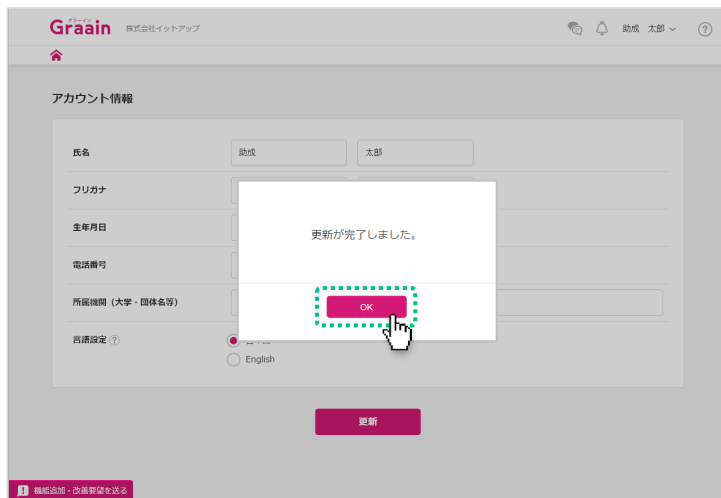 グラーイン
Graain 株式会社イットアップ 助成 太郎
アカウント情報
氏名 助成 太郎
フリガナ
生年月日
更新が完了しました。
電話番号
所属機関（大学・団体名等）
OK
言語設定 ?
English
更新
機能追加・改善要望を送る